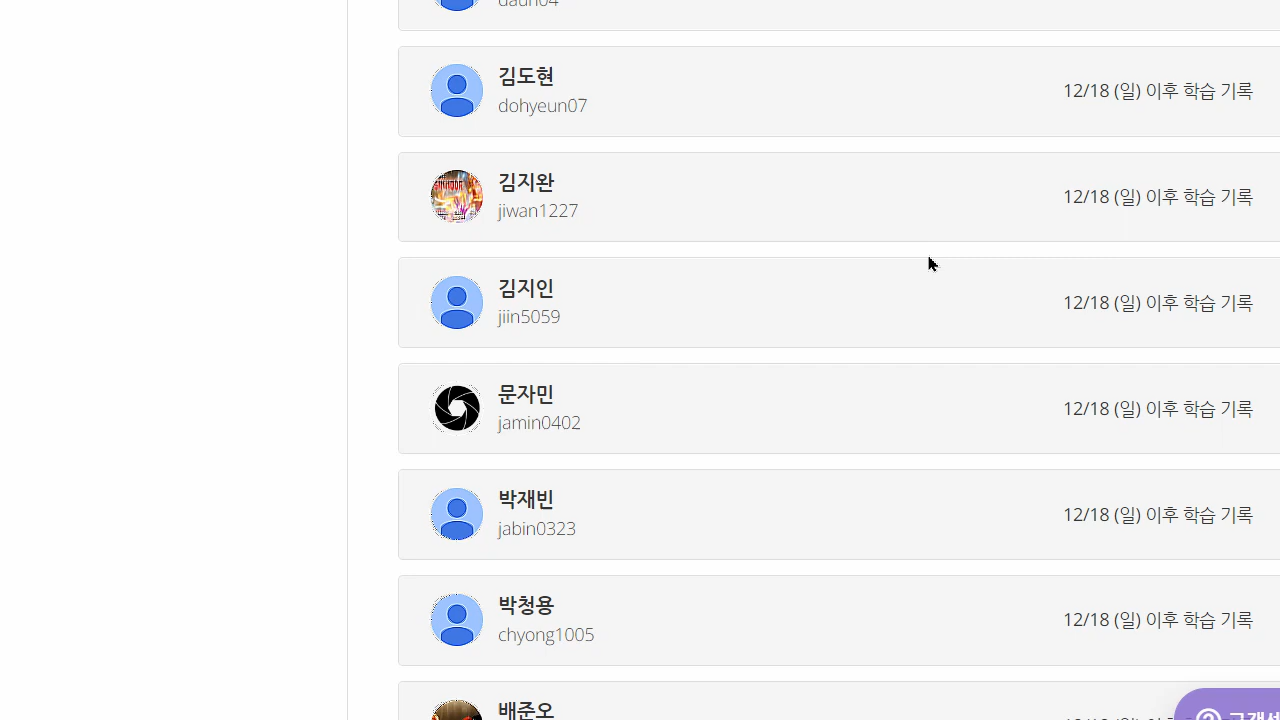 daun04
김도현
dohyeun07
12/18 (일) 이후 학습 기록
김지완
jiwan1227
12/18 (일) 이후 학습 기록
김지인
jiin5059
12/18 (일) 이후 학습 기록
문자민
jamin0402
12/18 (일) 이후 학습 기록
박재빈
jabin0323
12/18 (일) 이후 학습 기록
박청용
chyong1005
12/18 (일) 이후 학습 기록
배준오